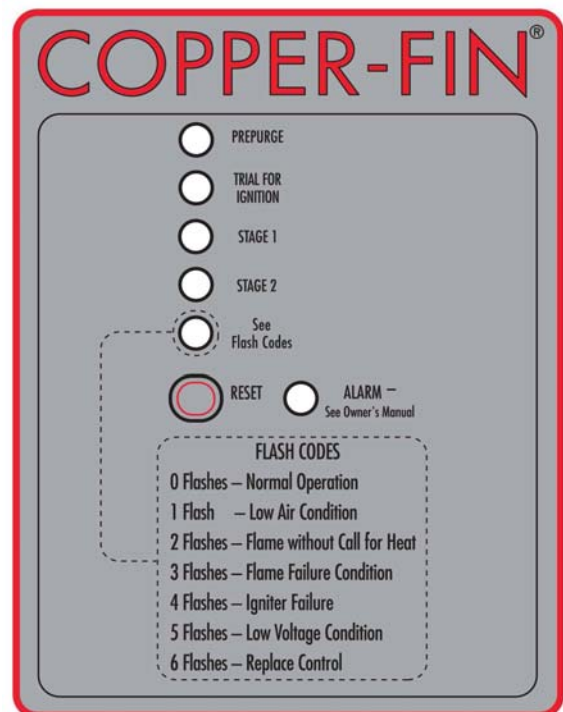 COPPER-FIN®
PREPURGE
TRIAL FOR
IGNITION
STAGE 1
STAGE 2
See
Flash Codes
RESET
ALARM –
See Owner's Manual
FLASH CODES
0 Flashes – Normal Operation
1 Flash – Low Air Condition
2 Flashes – Flame without Call for Heat
3 Flashes – Flame Failure Condition
4 Flashes – Igniter Failure
5 Flashes – Low Voltage Condition
6 Flashes – Replace Control